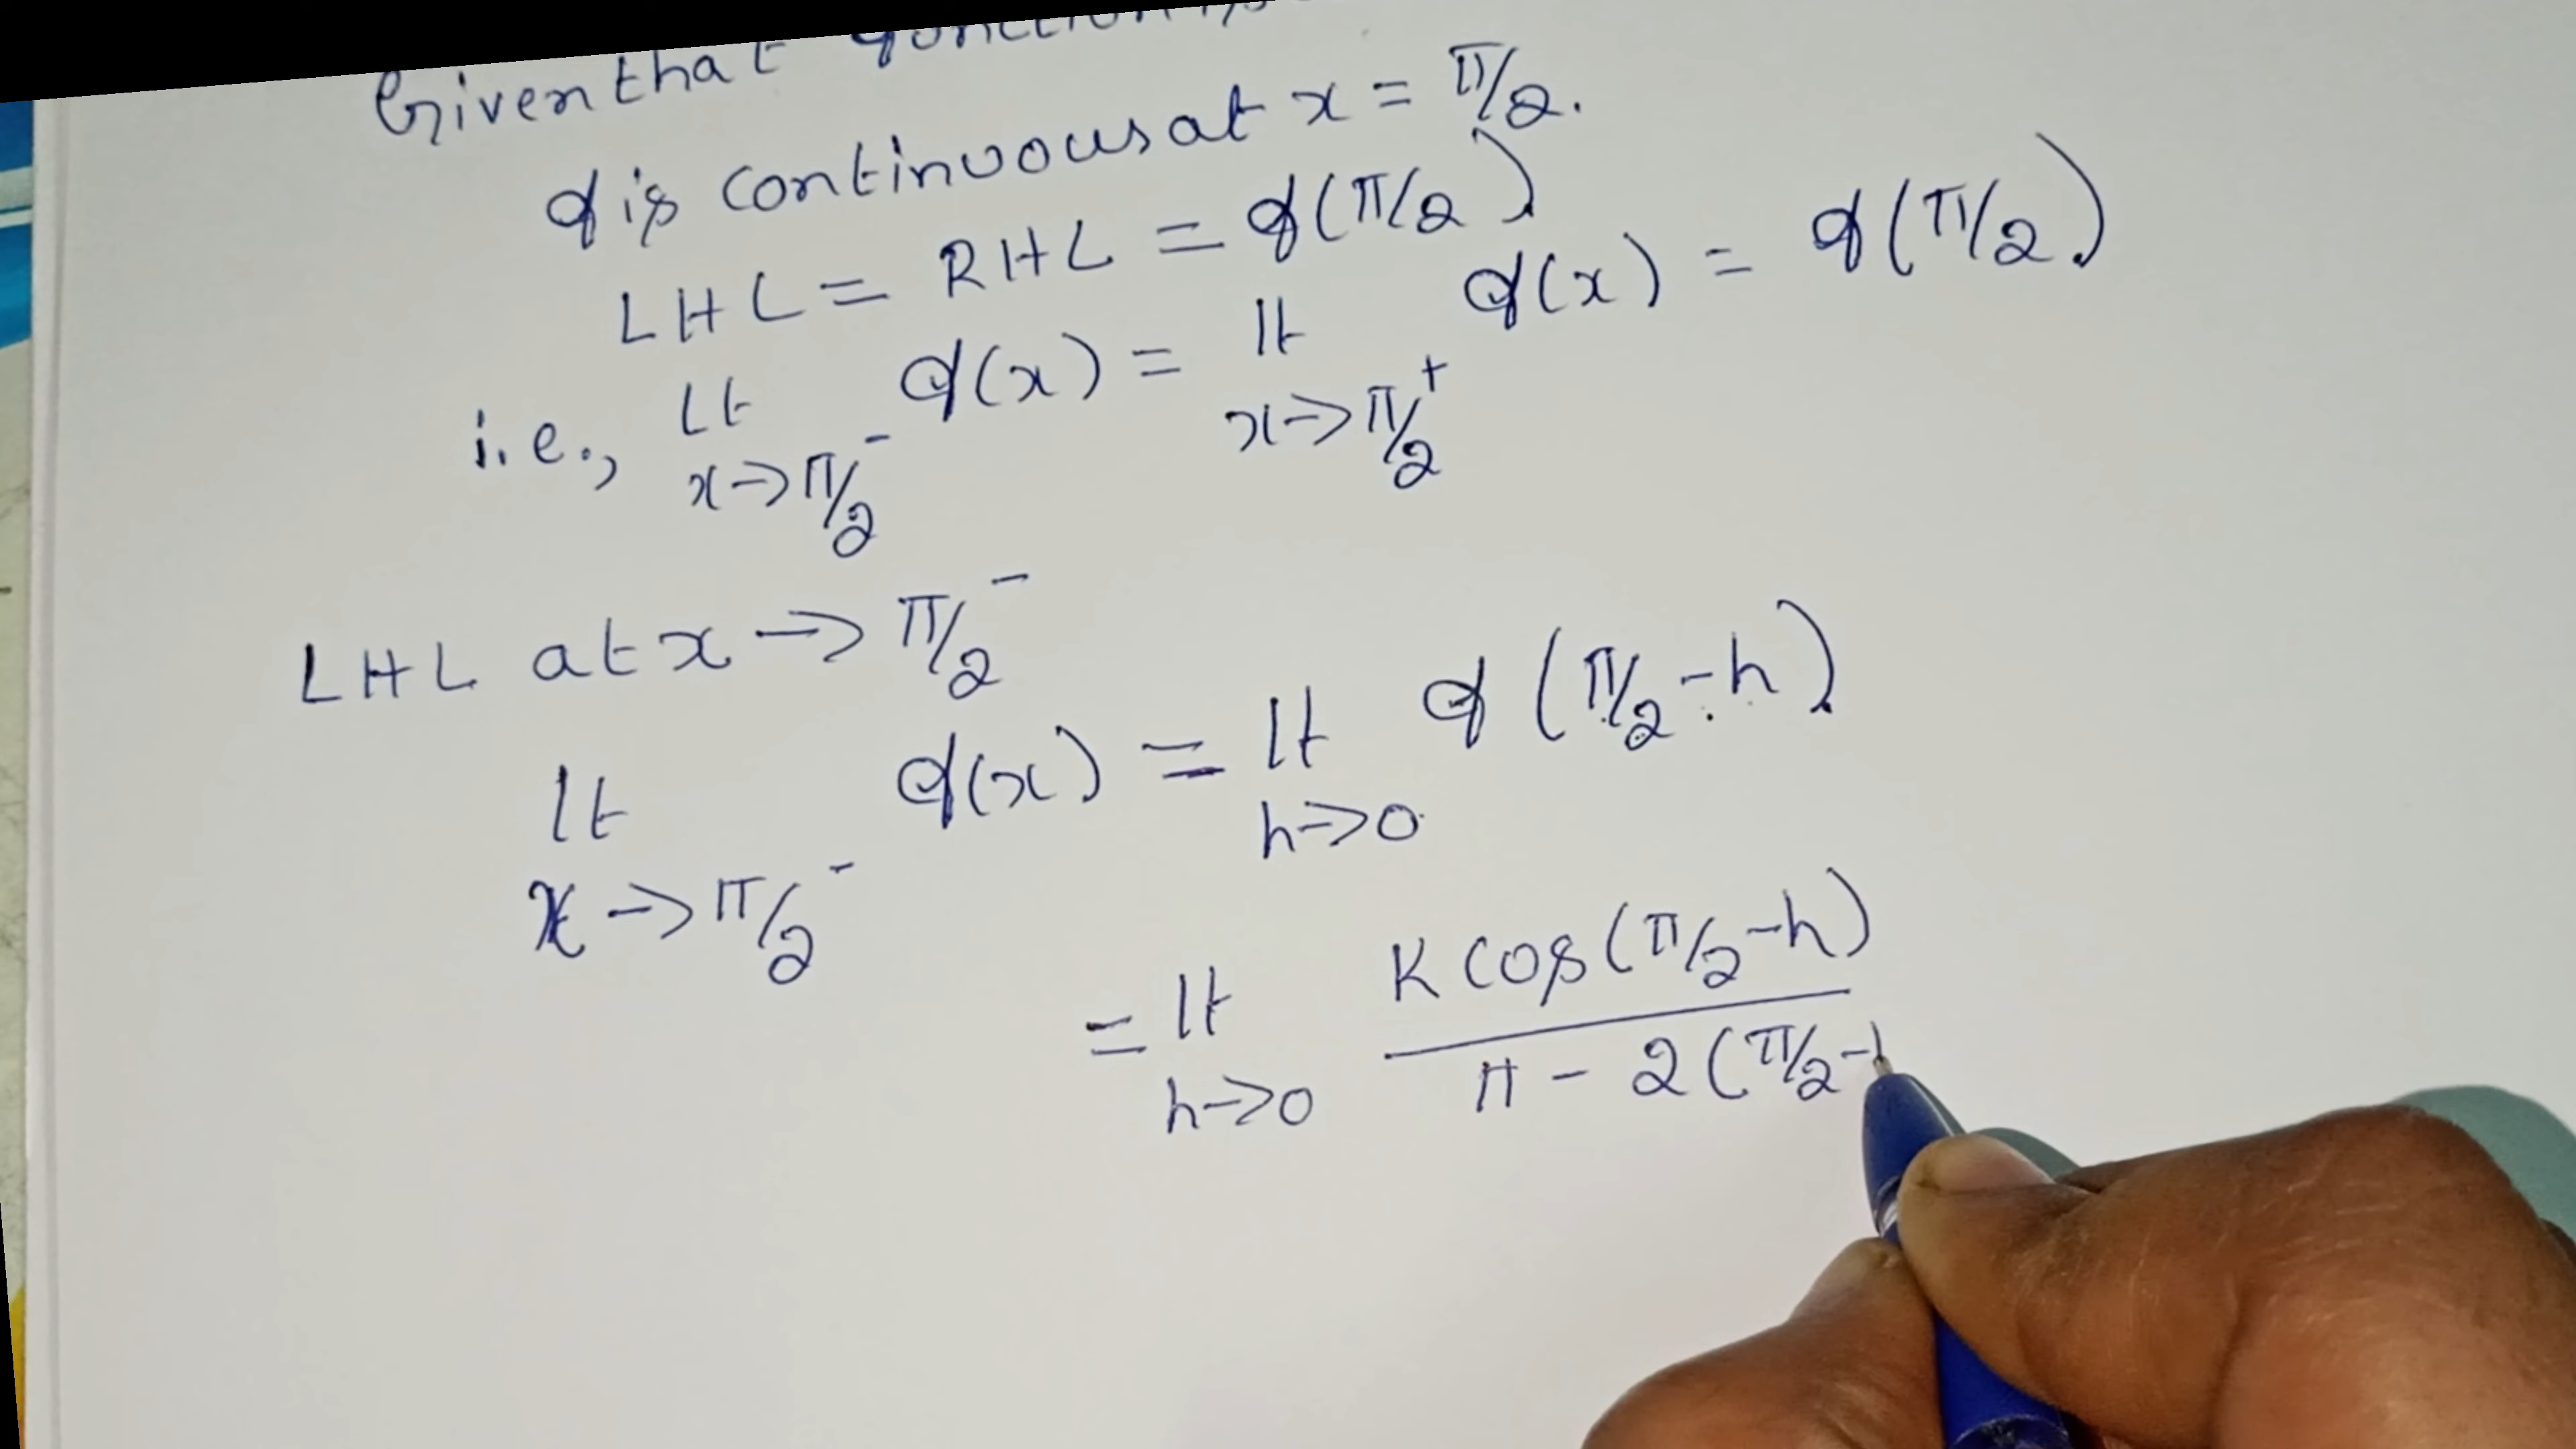 Given that function
f is continuous at x = π/2.
LHL = RHL = f(π/2)
i.e., Lt f(x) = lt f(x) = f(π/2)
x->π/2⁻ x->π/2⁺
LHL at x -> π/2⁻
lt f(x) = lt f(π/2 - h)
x -> π/2⁻ h->0
= lt K cos(π/2 - h)
h->0 π - 2(π/2 -